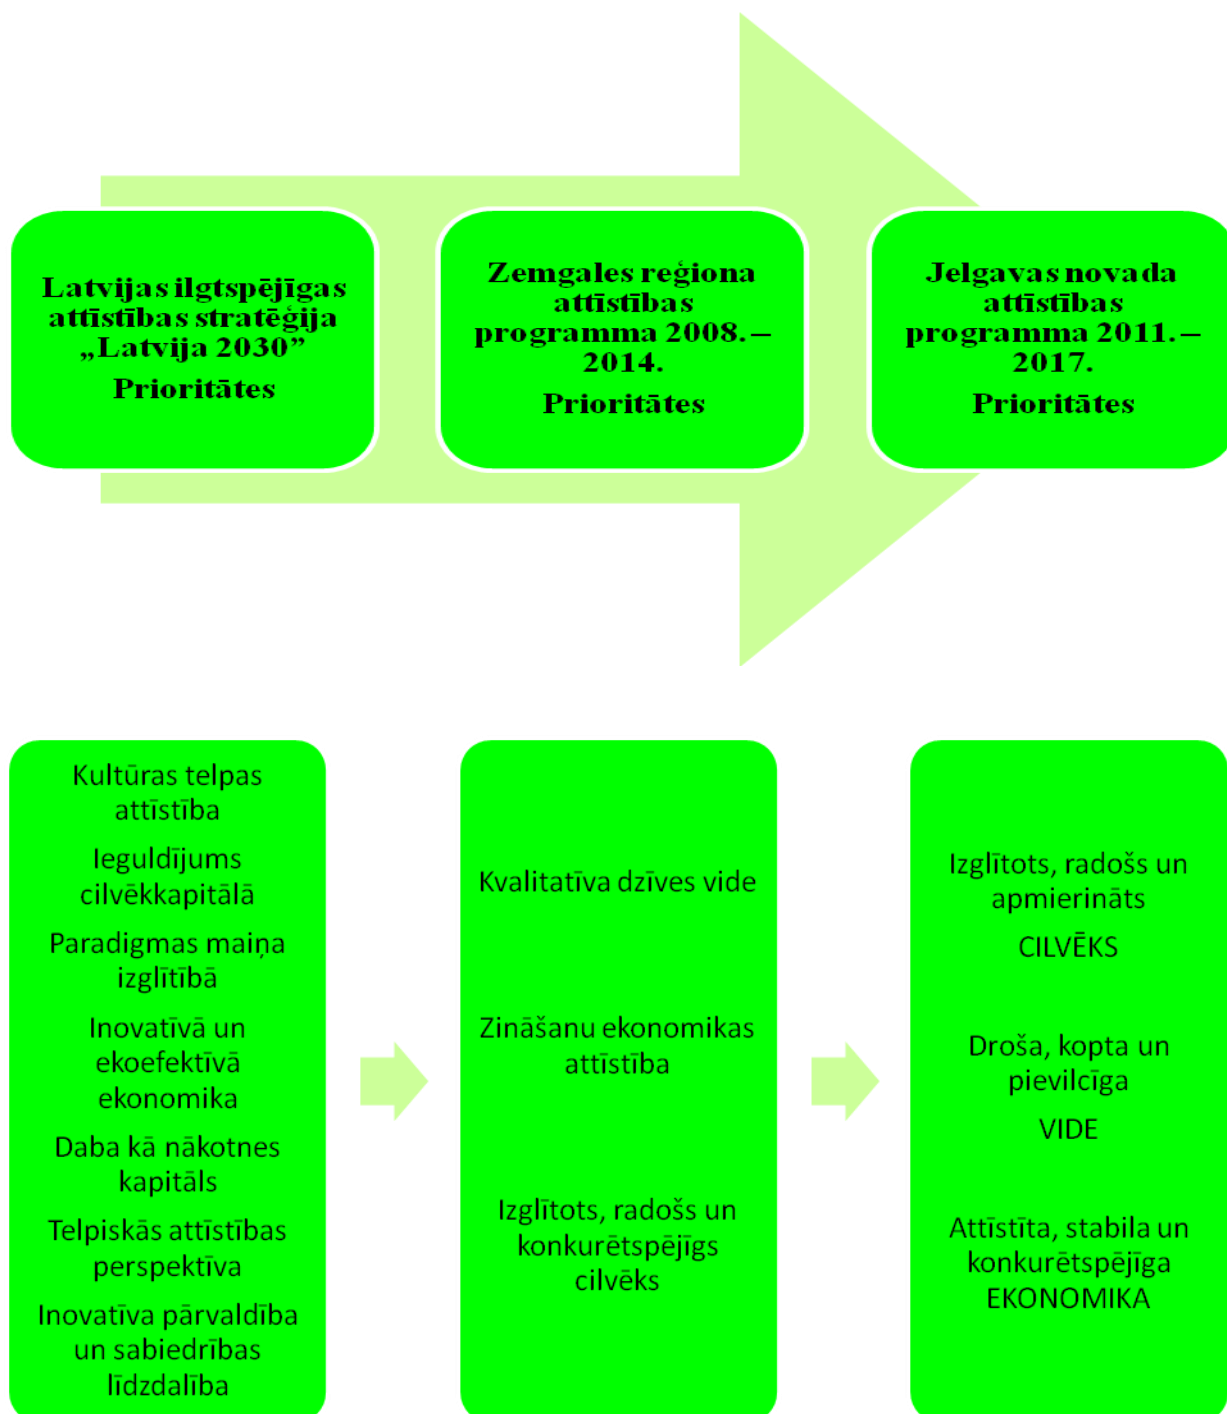 Latvijas ilgtspējīgas
attīstības stratēģija
„Latvija 2030”
Prioritātes
Zemgales reģiona
attīstības
programma 2008. –
2014.
Prioritātes
Jelgavas novada
attīstības
programma 2011. –
2017.
Prioritātes
Kultūras telpas
attīstība
Ieguldījums
cilvēkkapitālā
Paradigmas maiņa
izglītībā
Inovatīvā un
ekoefektīvā
ekonomika
Daba kā nākotnes
kapitāls
Telpiskās attīstības
perspektīva
Inovatīva pārvaldība
un sabiedrības
līdzdalība
Kvalitatīva dzīves vide
Zināšanu ekonomikas
attīstība
Izglītots, radošs un
konkurētspējīgs
cilvēks
Izglītots, radošs un
apmierināts
CILVĒKS
Droša, kopta un
pievilcīga
VIDE
Attīstīta, stabila un
konkurētspējīga
EKONOMIKA